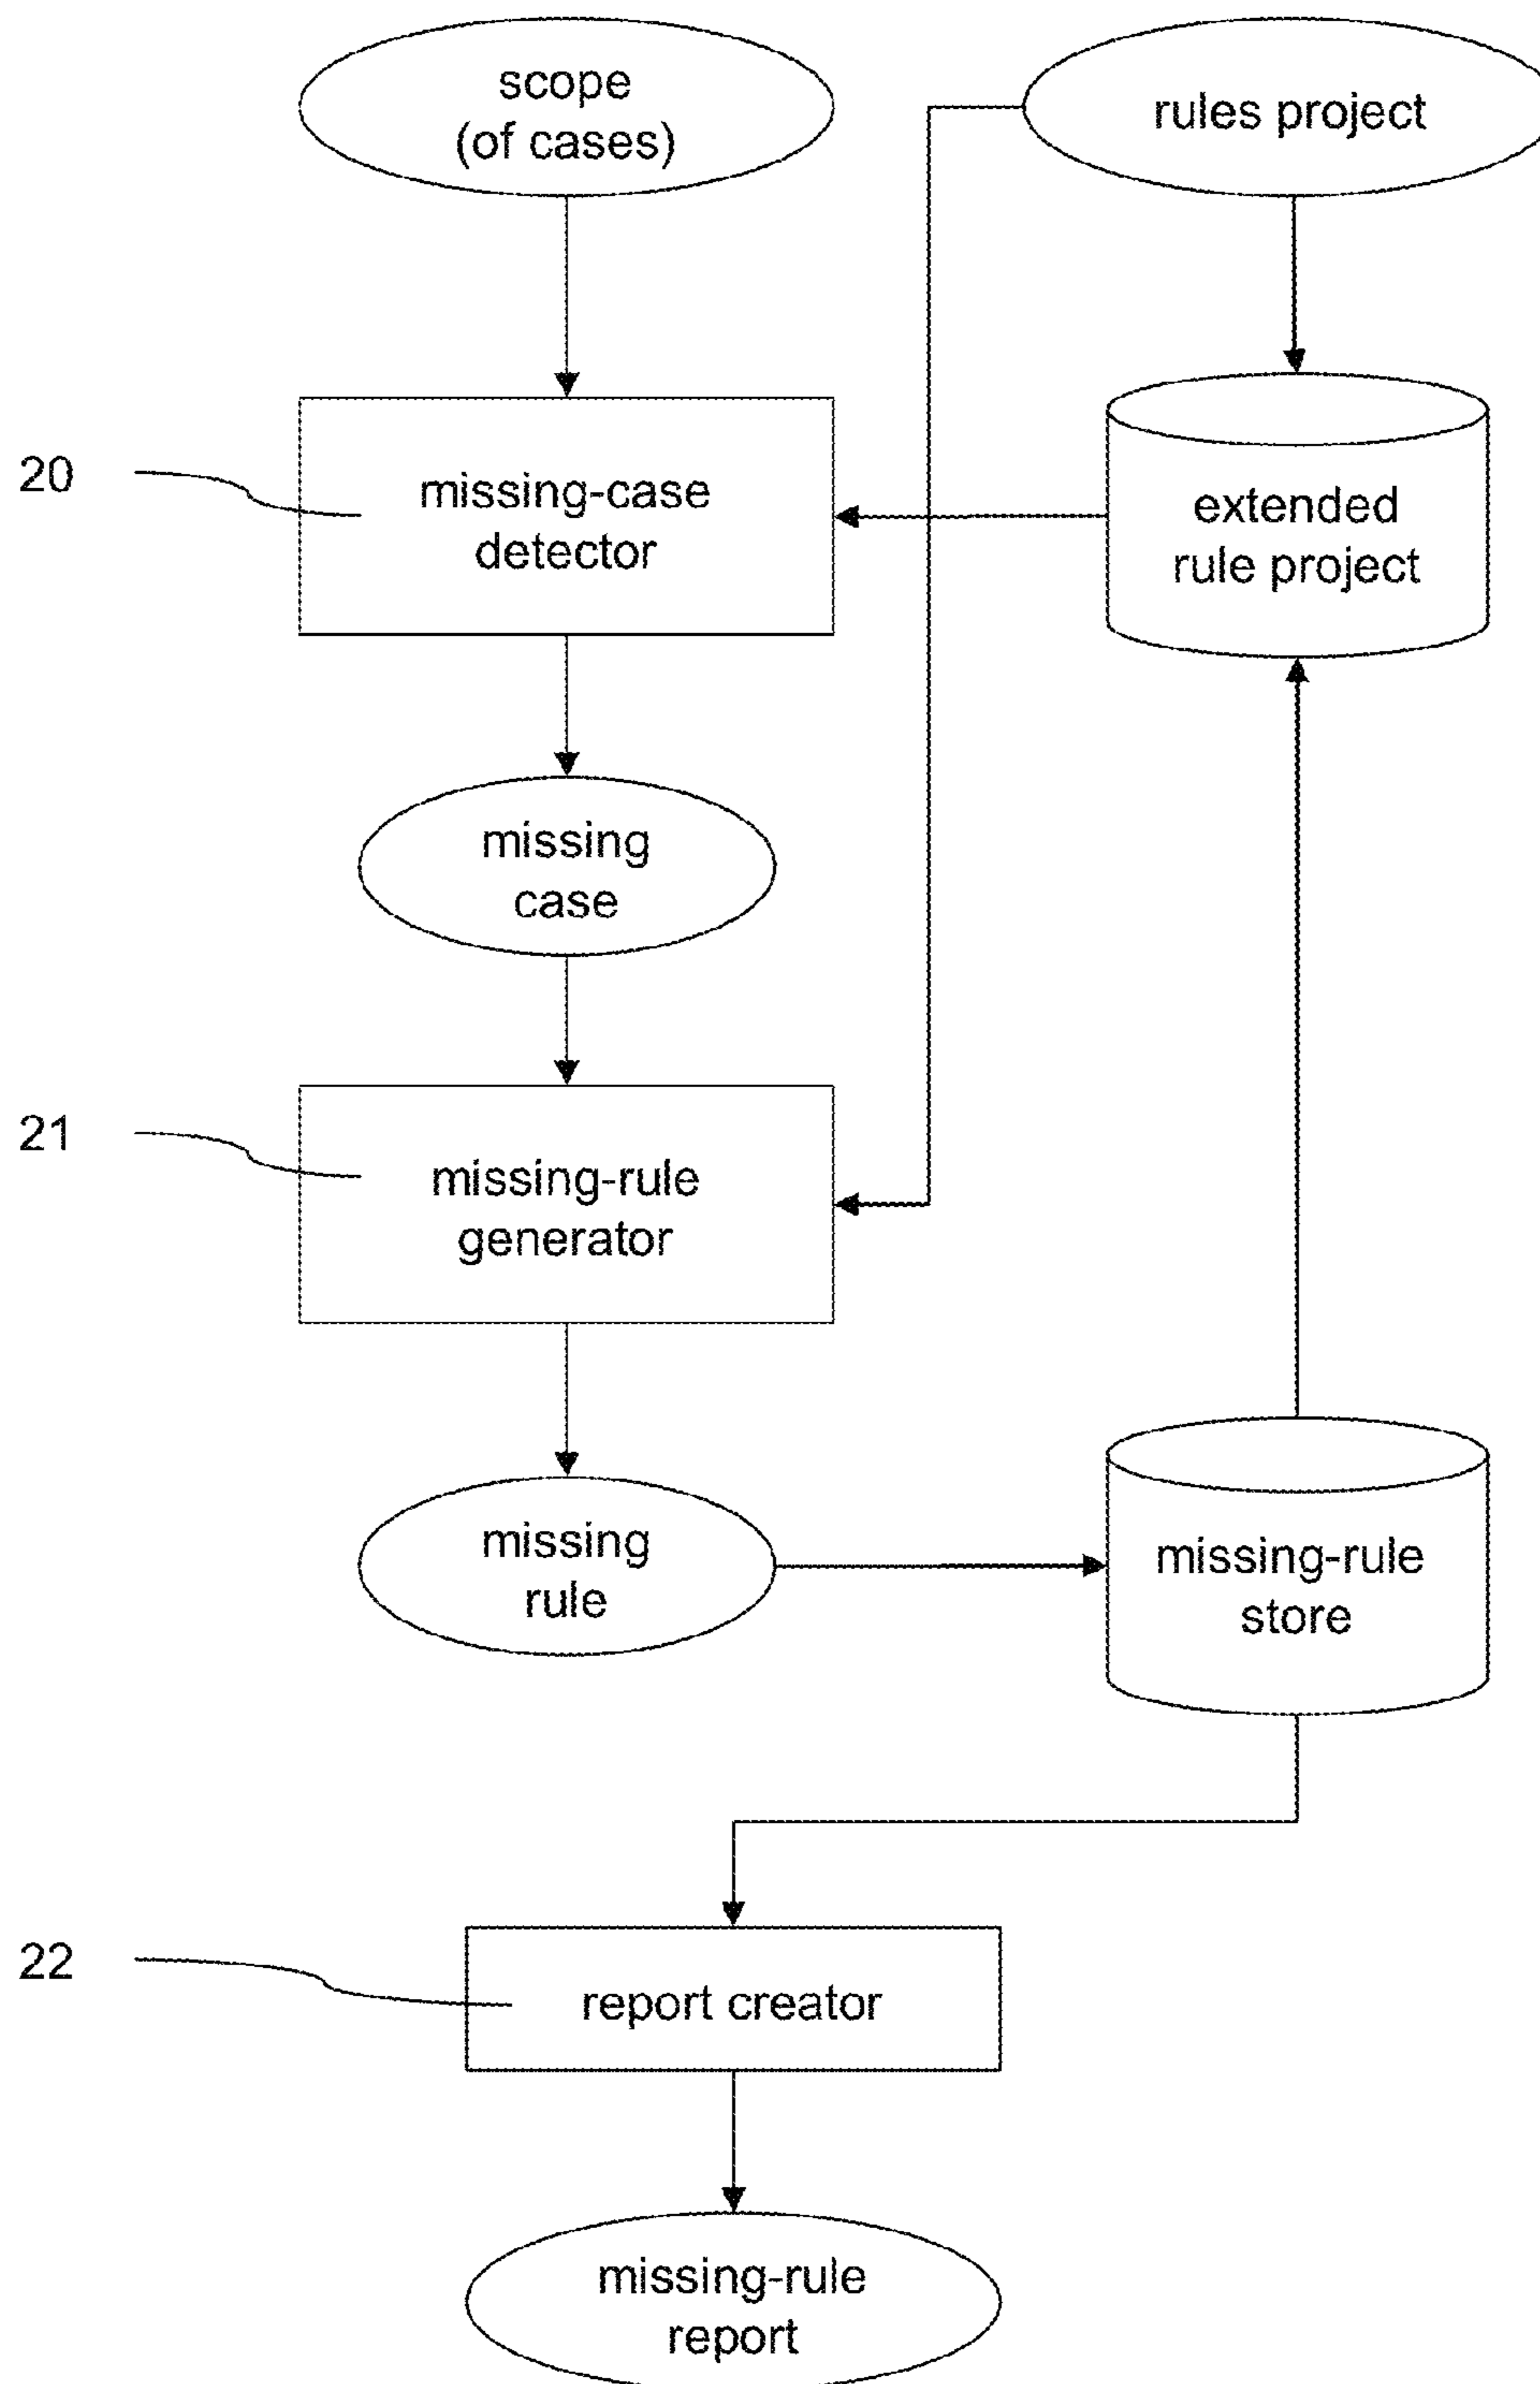 scope
(of cases)
rules project
20
missing-case
detector
extended
rule project
missing
case
21
missing-rule
generator
missing
rule
missing-rule
store
22
report creator
missing-rule
report